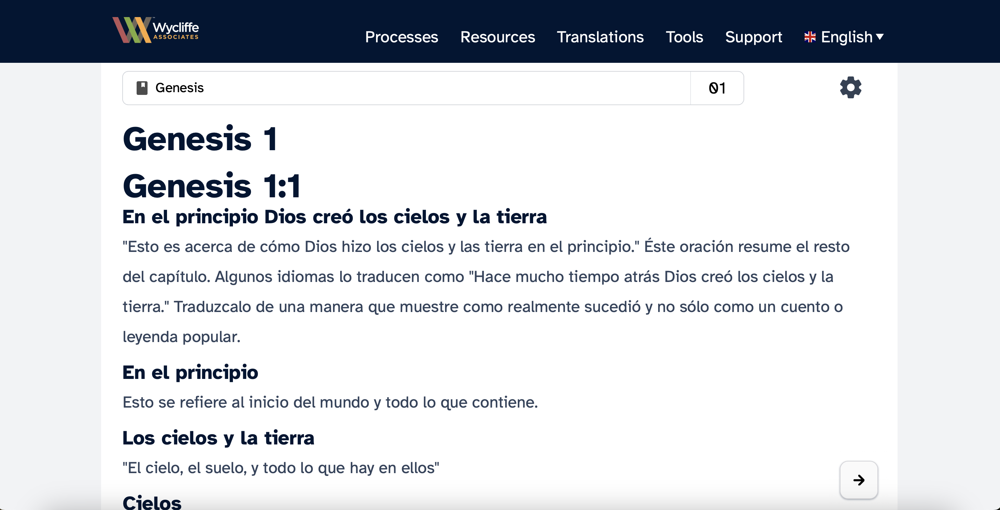 Wycliffe
ASSOCIATES
Processes Resources Translations Tools Support English
Genesis 01
Genesis 1
Genesis 1:1
En el principio Dios creó los cielos y la tierra
"Esto es acerca de cómo Dios hizo los cielos y las tierra en el principio." Éste oración resume el resto
del capítulo. Algunos idiomas lo traducen como "Hace mucho tiempo atrás Dios creó los cielos y la
tierra." Traduzcalo de una manera que muestre como realmente sucedió y no sólo como un cuento o
leyenda popular.
En el principio
Esto se refiere al inicio del mundo y todo lo que contiene.
Los cielos y la tierra
"El cielo, el suelo, y todo lo que hay en ellos"
Cielos